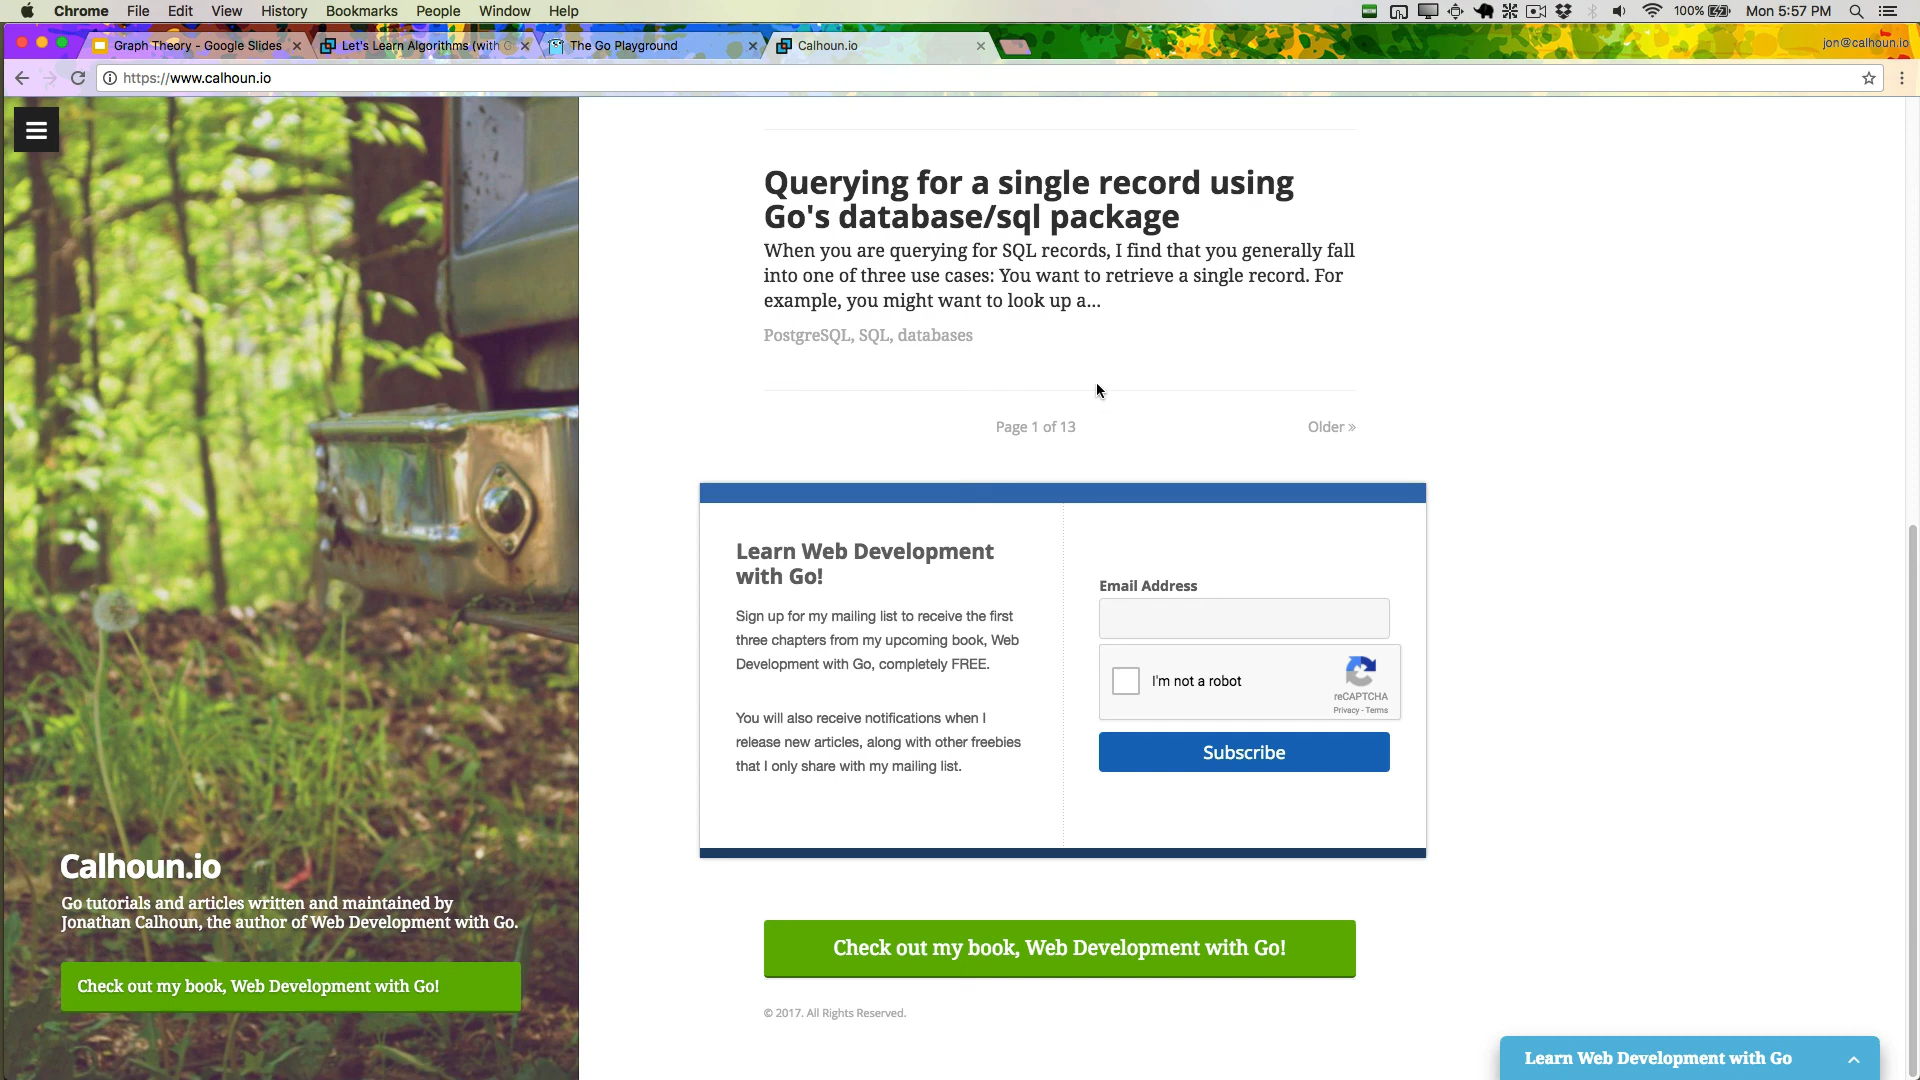 Chrome File Edit View History Bookmarks People Window Help 100% Mon 5:57 PM
Graph Theory - Google Slides
Let's Learn Algorithms (with G
The Go Playground
Calhoun.io
jon@calhoun.io
https://www.calhoun.io
Querying for a single record using
Go's database/sql package
When you are querying for SQL records, I find that you generally fall
into one of three use cases: You want to retrieve a single record. For
example, you might want to look up a...
PostgreSQL, SQL, databases
Page 1 of 13
Older »
Learn Web Development
with Go!
Sign up for my mailing list to receive the first
three chapters from my upcoming book, Web
Development with Go, completely FREE.
You will also receive notifications when I
release new articles, along with other freebies
that I only share with my mailing list.
Email Address
I'm not a robot
reCAPTCHA
Privacy - Terms
Subscribe
Calhoun.io
Go tutorials and articles written and maintained by
Jonathan Calhoun, the author of Web Development with Go.
Check out my book, Web Development with Go!
Check out my book, Web Development with Go!
© 2017. All Rights Reserved.
Learn Web Development with Go